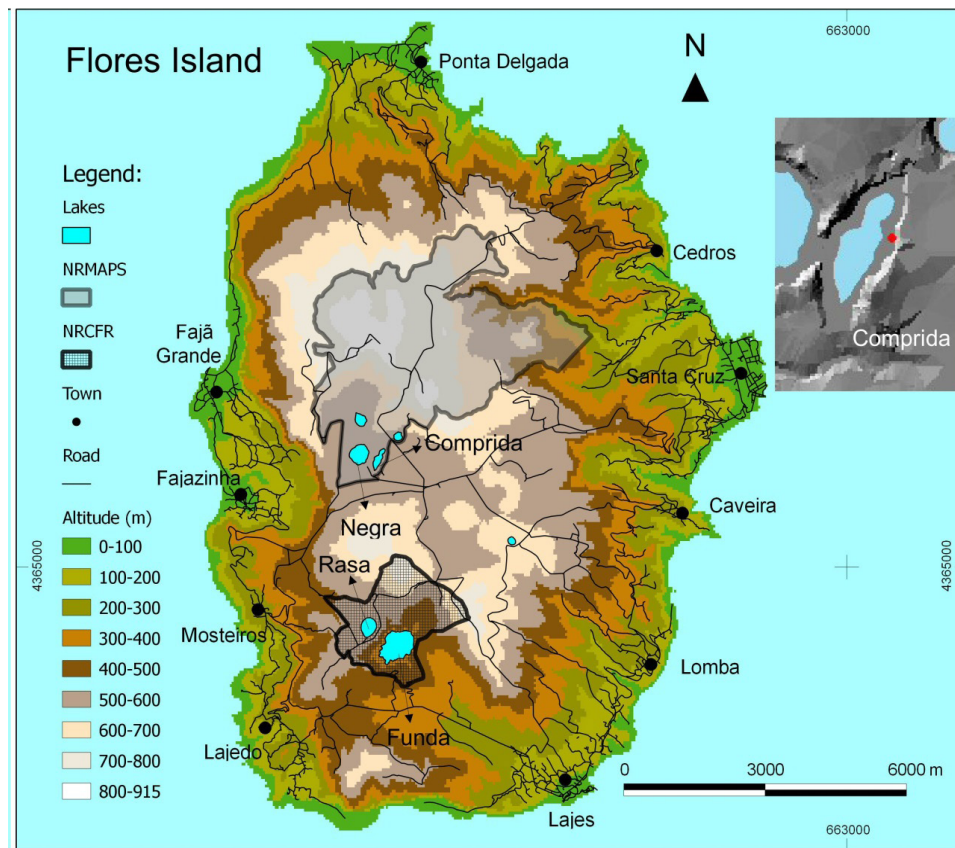 663000
Flores Island
N
Ponta Delgada
Legend:
Lakes
NRMAPS
NRCFR
Town
Road
Altitude (m)
0-100
100-200
200-300
300-400
400-500
500-600
600-700
700-800
800-915
Cedros
Comprida
Fajã
Grande
Santa Cruz
Comprida
Fajazinha
Negra
Caveira
Rasa
4365000
4365000
Mosteiros
Lomba
Lajedo
Funda
0 3000 6000 m
Lajes
663000